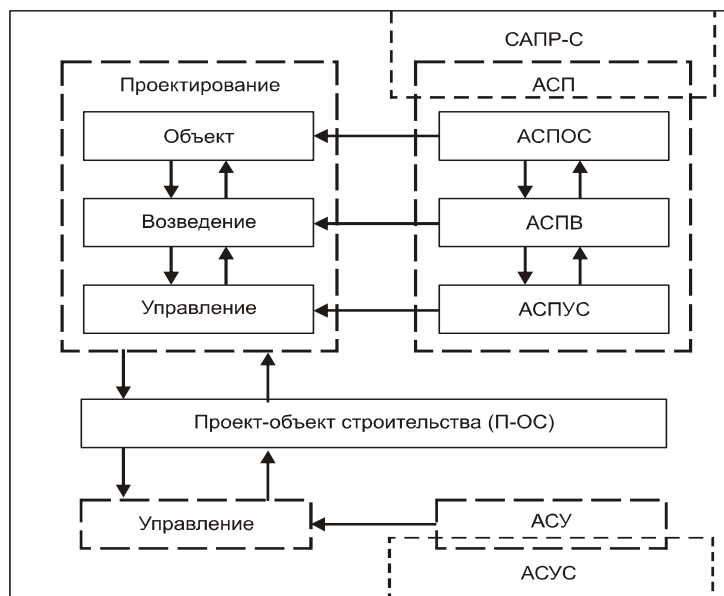 САПР-С
Проектирование
АСП
Объект
АСПОС
Возведение
АСПВ
Управление
АСПУС
Проект-объект строительства (П-ОС)
Управление
АСУ
АСУС